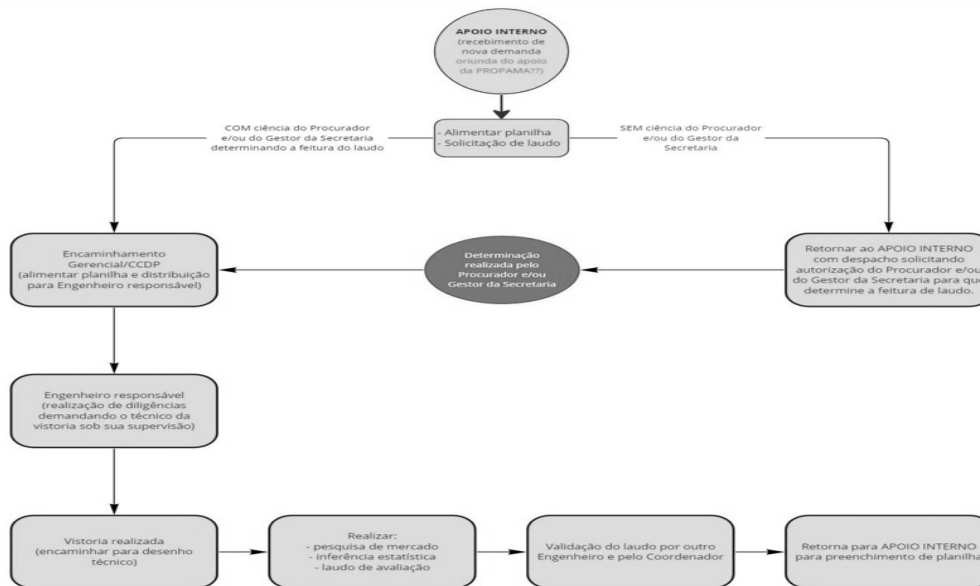 APOIO INTERNO
(recebimento de
nova demanda
oriunda do apoio
da PROPAMA??)
COM ciência do Procurador
e/ou do Gestor da Secretaria
determinando a feitura do laudo
- Alimentar planilha
- Solicitação de laudo
SEM ciência do Procurador
e/ou do Gestor da
Secretaria
Encaminhamento
Gerencial/CCDP
(alimentar planilha e distribuição
para Engenheiro responsável)
Determinação
realizada pelo
Procurador e/ou
Gestor da Secretaria
Retornar ao APOIO INTERNO
com despacho solicitando
autorização do Procurador e/ou
do Gestor da Secretaria para que
determine a feitura de laudo.
Engenheiro responsável
(realização de diligências
demandando o técnico da
vistoria sob sua supervisão)
Vistoria realizada
(encaminhar para desenho
técnico)
Realizar:
- pesquisa de mercado
- inferência estatística
- laudo de avaliação
Validação do laudo por outro
Engenheiro e pelo Coordenador
Retorna para APOIO INTERNO
para preenchimento de planilha